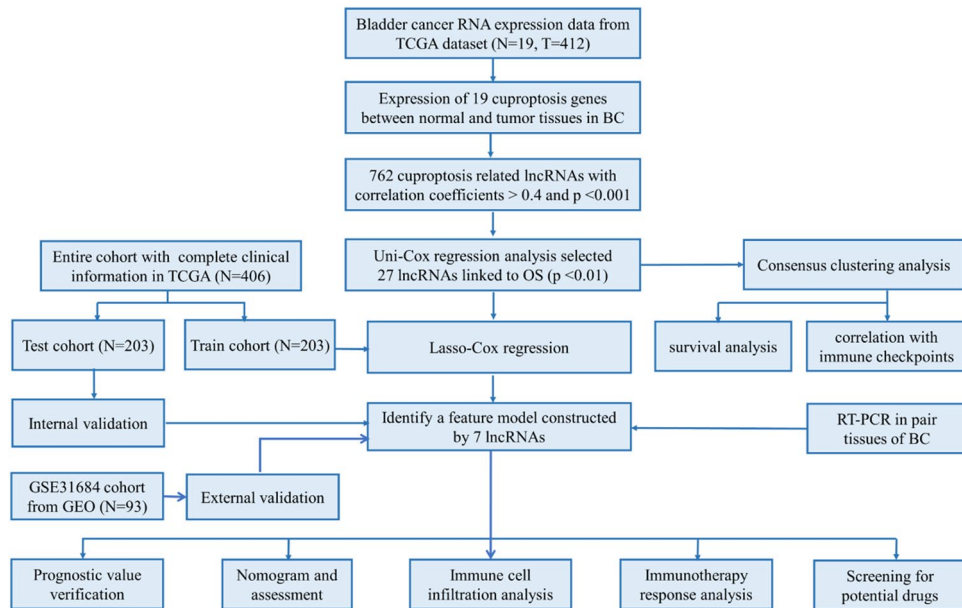 Bladder cancer RNA expression data from
TCGA dataset (N=19, T=412)
Expression of 19 cuproptosis genes
between normal and tumor tissues in BC
762 cuproptosis related lncRNAs with
correlation coefficients > 0.4 and p <0.001
Entire cohort with complete clinical
information in TCGA (N=406)
Uni-Cox regression analysis selected
27 lncRNAs linked to OS (p <0.01)
Consensus clustering analysis
Test cohort (N=203)
Train cohort (N=203)
Lasso-Cox regression
survival analysis
correlation with
immune checkpoints
Internal validation
Identify a feature model constructed
by 7 lncRNAs
RT-PCR in pair
tissues of BC
GSE31684 cohort
from GEO (N=93)
External validation
Prognostic value
verification
Nomogram and
assessment
Immune cell
infiltration analysis
Immunotherapy
response analysis
Screening for
potential drugs